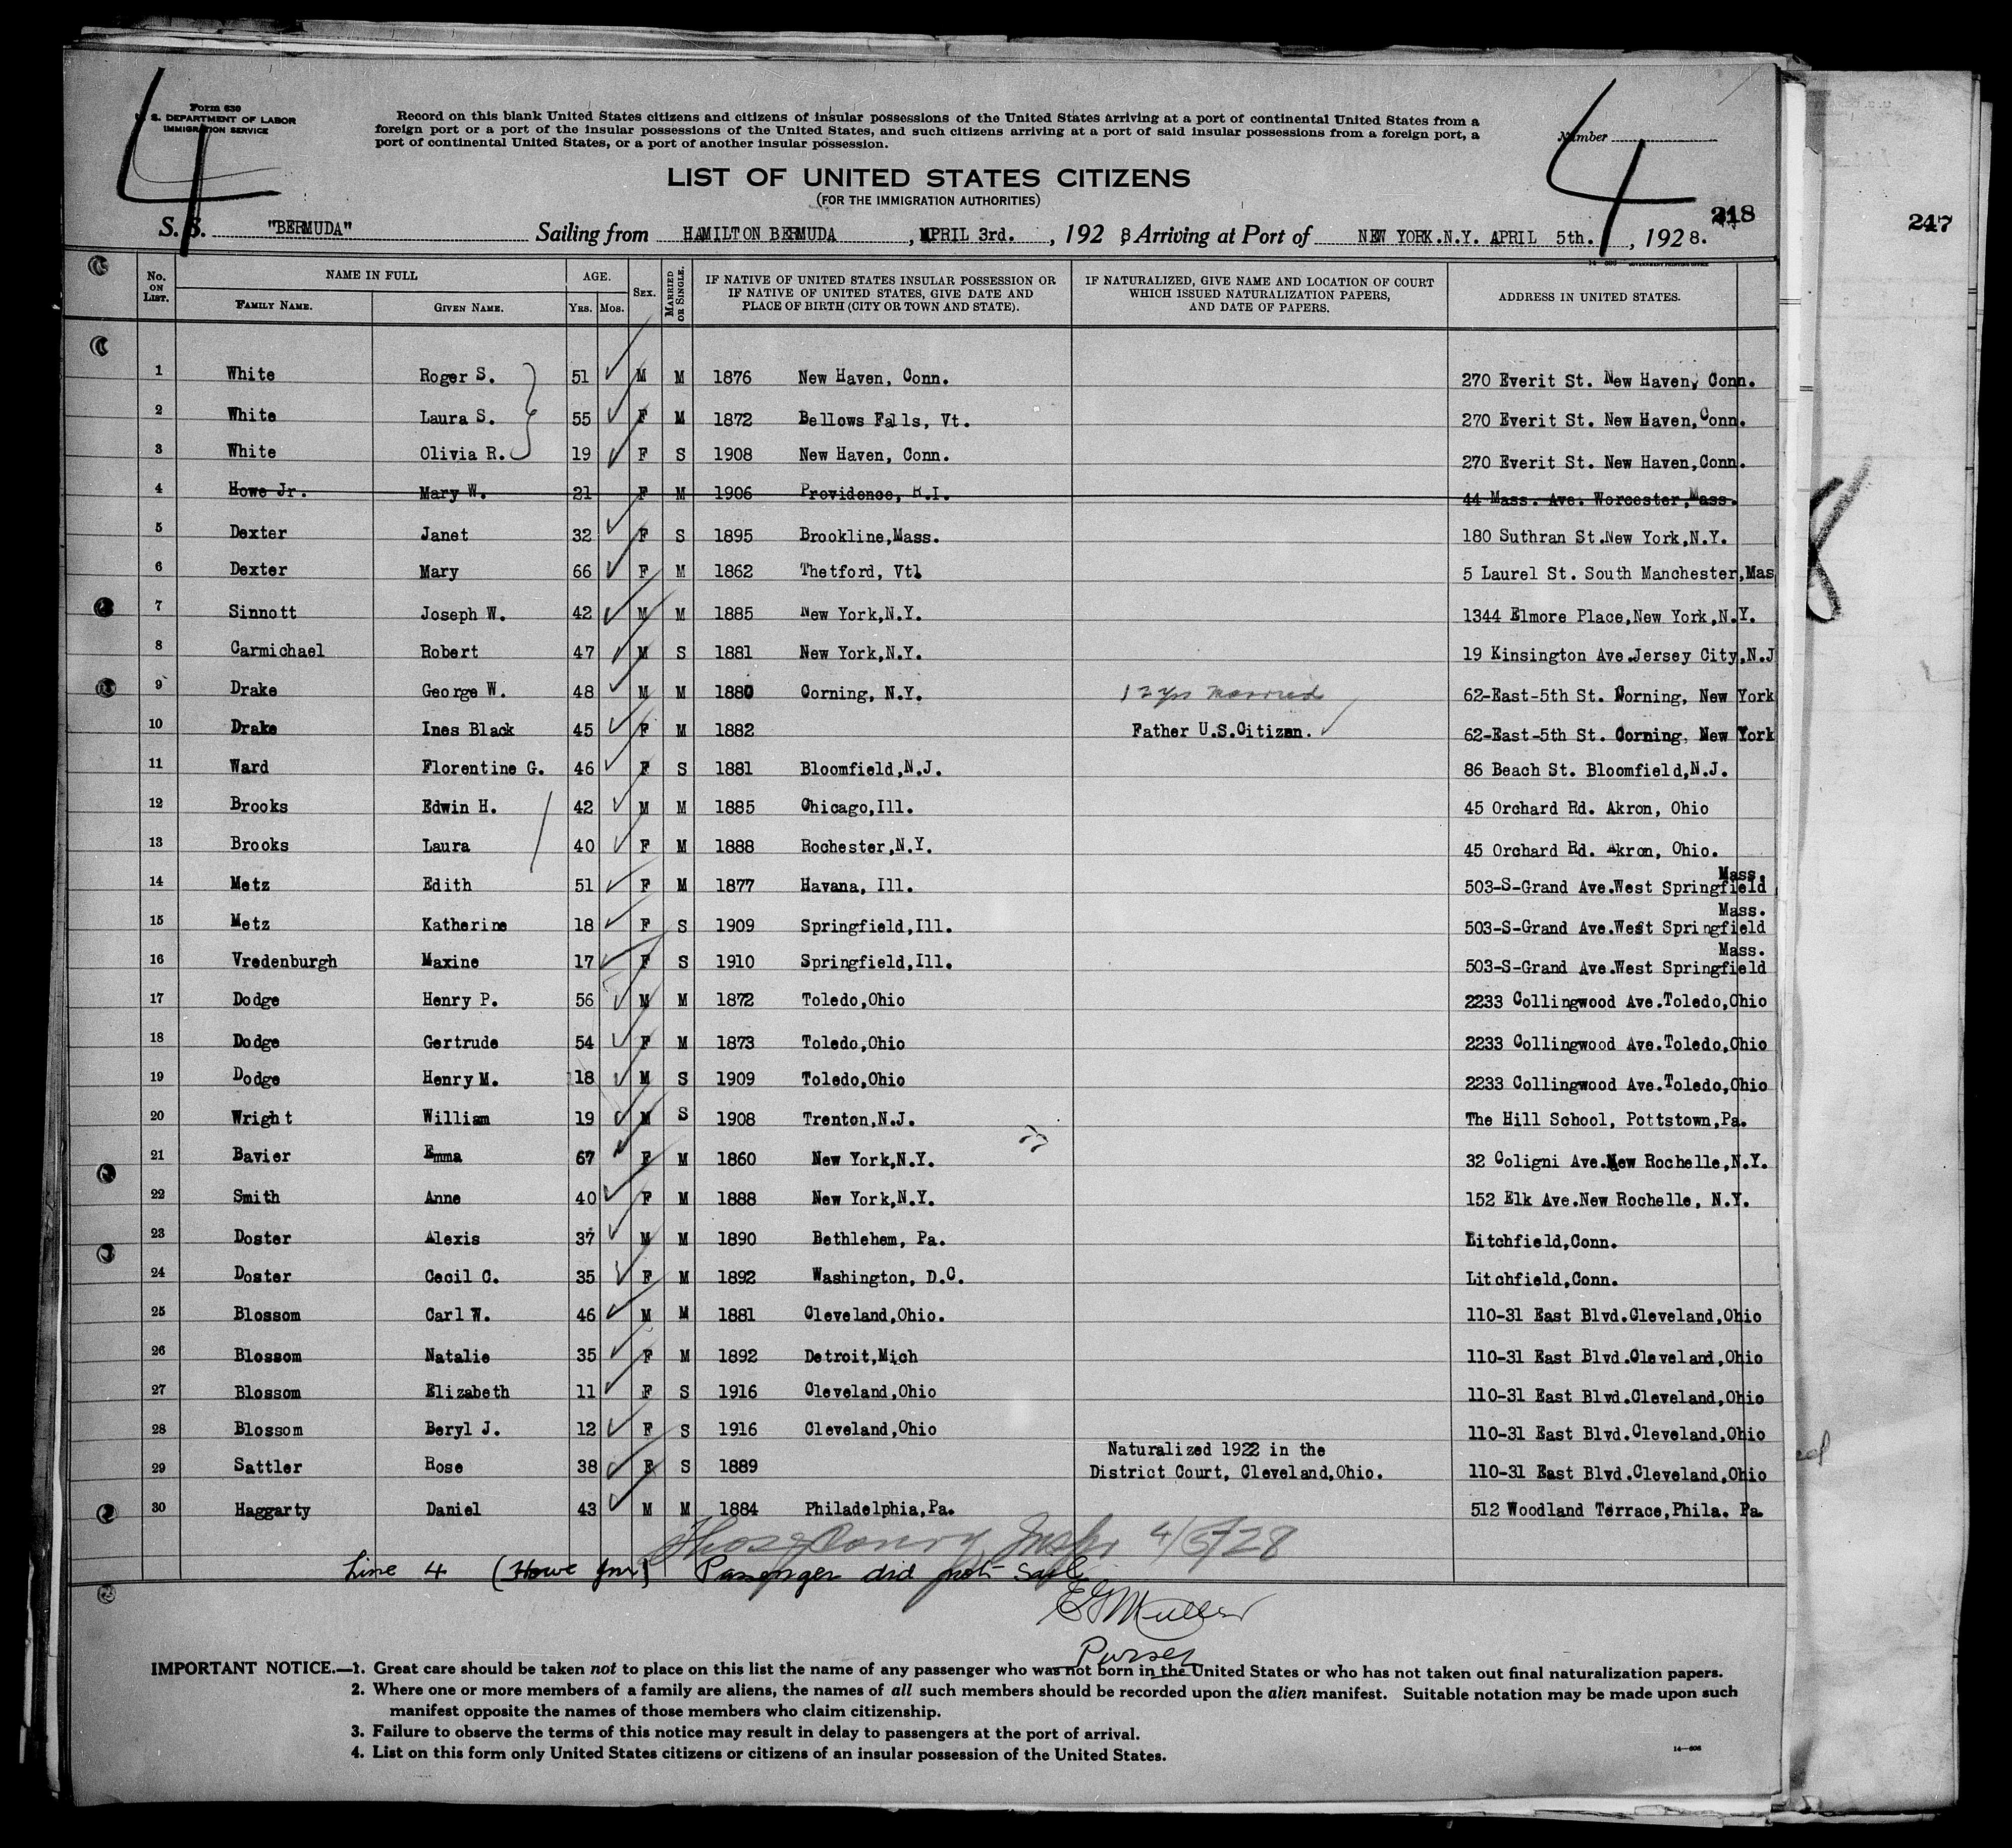 4
4
Form 630
U. S. DEPARTMENT OF LABOR
IMMIGRATION SERVICE
Record on this blank United States citizens and citizens of insular possessions of the United States arriving at a port of continental United States from a
foreign port or a port of the insular possessions of the United States, and such citizens arriving at a port of said insular possessions from a foreign port, a
port of continental United States, or a port of another insular possession.
Number
LIST OF UNITED STATES CITIZENS
(FOR THE IMMIGRATION AUTHORITIES)
218
247
S. S. "BERMUDA" Sailing from HAMILTON BERMUDA, APRIL 3rd., 1928 Arriving at Port of NEW YORK.N.Y. APRIL 5th., 1928.
No. ON LIST. NAME IN FULL FAMILY NAME. GIVEN NAME. AGE. YRS. MOS. SEX. MARRIED OR SINGLE. IF NATIVE OF UNITED STATES INSULAR POSSESSION OR IF NATIVE OF UNITED STATES, GIVE DATE AND PLACE OF BIRTH (CITY OR TOWN AND STATE). IF NATURALIZED, GIVE NAME AND LOCATION OF COURT WHICH ISSUED NATURALIZATION PAPERS, AND DATE OF PAPERS. ADDRESS IN UNITED STATES.
1 White Roger S. 51 M M 1876 New Haven, Conn. 270 Everit St. New Haven, Conn.
2 White Laura S. 55 F M 1872 Bellows Falls, Vt. 270 Everit St. New Haven,Conn.
3 White Olivia R. 19 F S 1908 New Haven, Conn. 270 Everit St. New Haven,Conn.
4 Howe Jr. Mary W. 21 F M 1906 Providence, R.I. 44 Mass. Ave. Worcester,Mass.
5 Dexter Janet 32 F S 1895 Brookline,Mass. 180 Suthran St.New York,N.Y.
6 Dexter Mary 66 F M 1862 Thetford, Vtl 5 Laurel St. South Manchester,Mas
7 Sinnott Joseph W. 42 M M 1885 New York,N.Y. 1344 Elmore Place,New York,N.Y.
8 Carmichael Robert 47 M S 1881 New York,N.Y. 19 Kinsington Ave.Jersey City,N.J
9 Drake George W. 48 M M 1880 Corning, N.Y. 12 yrs married 62-East-5th St. Corning, New York
10 Drake Ines Black 45 F M 1882 Father U.S.Citizen. 62-East-5th St. Corning, New York
11 Ward Florentine G. 46 F S 1881 Bloomfield,N.J. 86 Beach St. Bloomfield,N.J.
12 Brooks Edwin H. 42 M M 1885 Chicago,Ill. 45 Orchard Rd. Akron, Ohio
13 Brooks Laura 40 F M 1888 Rochester,N.Y. 45 Orchard Rd. Akron, Ohio.
14 Metz Edith 51 F M 1877 Havana, Ill. 503-S-Grand Ave.West Springfield Mass.
15 Metz Katherine 18 F S 1909 Springfield,Ill. 503-S-Grand Ave.West Springfield Mass.
16 Vredenburgh Maxine 17 F S 1910 Springfield,Ill. 503-S-Grand Ave.West Springfield Mass.
17 Dodge Henry P. 56 M M 1872 Toledo,Ohio 2233 Collingwood Ave.Toledo,Ohio
18 Dodge Gertrude 54 F M 1873 Toledo,Ohio 2233 Collingwood Ave.Toledo,Ohio
19 Dodge Henry M. 18 M S 1909 Toledo,Ohio 2233 Collingwood Ave.Toledo,Ohio
20 Wright William 19 M S 1908 Trenton,N.J. The Hill School, Pottstown,Pa.
21 Bavier Emma 67 F M 1860 New York,N.Y. 32 Coligni Ave.New Rochelle,N.Y.
22 Smith Anne 40 F M 1888 New York,N.Y. 152 Elk Ave.New Rochelle, N.Y.
23 Doster Alexis 37 M M 1890 Bethlehem, Pa. Litchfield,Conn.
24 Doster Cecil C. 35 F M 1892 Washington, D.C. Litchfield,Conn.
25 Blossom Carl W. 46 M M 1881 Cleveland,Ohio. 110-31 East Blvd.Cleveland,Ohio
26 Blossom Natalie 35 F M 1892 Detroit,Mich 110-31 East Blvd.Cleveland,Ohio
27 Blossom Elizabeth 11 F S 1916 Cleveland,Ohio 110-31 East Blvd.Cleveland,Ohio
28 Blossom Beryl J. 12 F S 1916 Cleveland,Ohio 110-31 East Blvd.Cleveland,Ohio
29 Sattler Rose 38 F S 1889 Naturalized 1922 in the District Court, Cleveland,Ohio. 110-31 East Blvd.Cleveland,Ohio
30 Haggarty Daniel 43 M M 1884 Philadelphia,Pa. 512 Woodland Terrace,Phila. Pa.
Insp. 4/5/28
Line 4 (Howe Jnr) Passenger did not sail
EG Muller
Purser
IMPORTANT NOTICE.—1. Great care should be taken not to place on this list the name of any passenger who was not born in the United States or who has not taken out final naturalization papers.
2. Where one or more members of a family are aliens, the names of all such members should be recorded upon the alien manifest. Suitable notation may be made upon such
manifest opposite the names of those members who claim citizenship.
3. Failure to observe the terms of this notice may result in delay to passengers at the port of arrival.
4. List on this form only United States citizens or citizens of an insular possession of the United States.